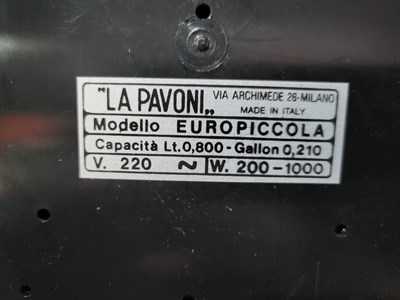 "LA PAVONI„ VIA ARCHIMEDE 26-MILANO
MADE IN ITALY
Modello EUROPICCOLA
Capacità Lt.0,800-Gallon 0,210
V. 220 ~ W. 200-1000